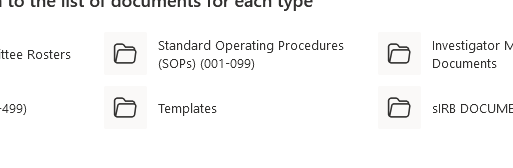 to the list of documents for each type
ttee Rosters
Standard Operating Procedures
(SOPs) (001-099)
Investigator M
Documents
-499)
Templates
sIRB DOCUME